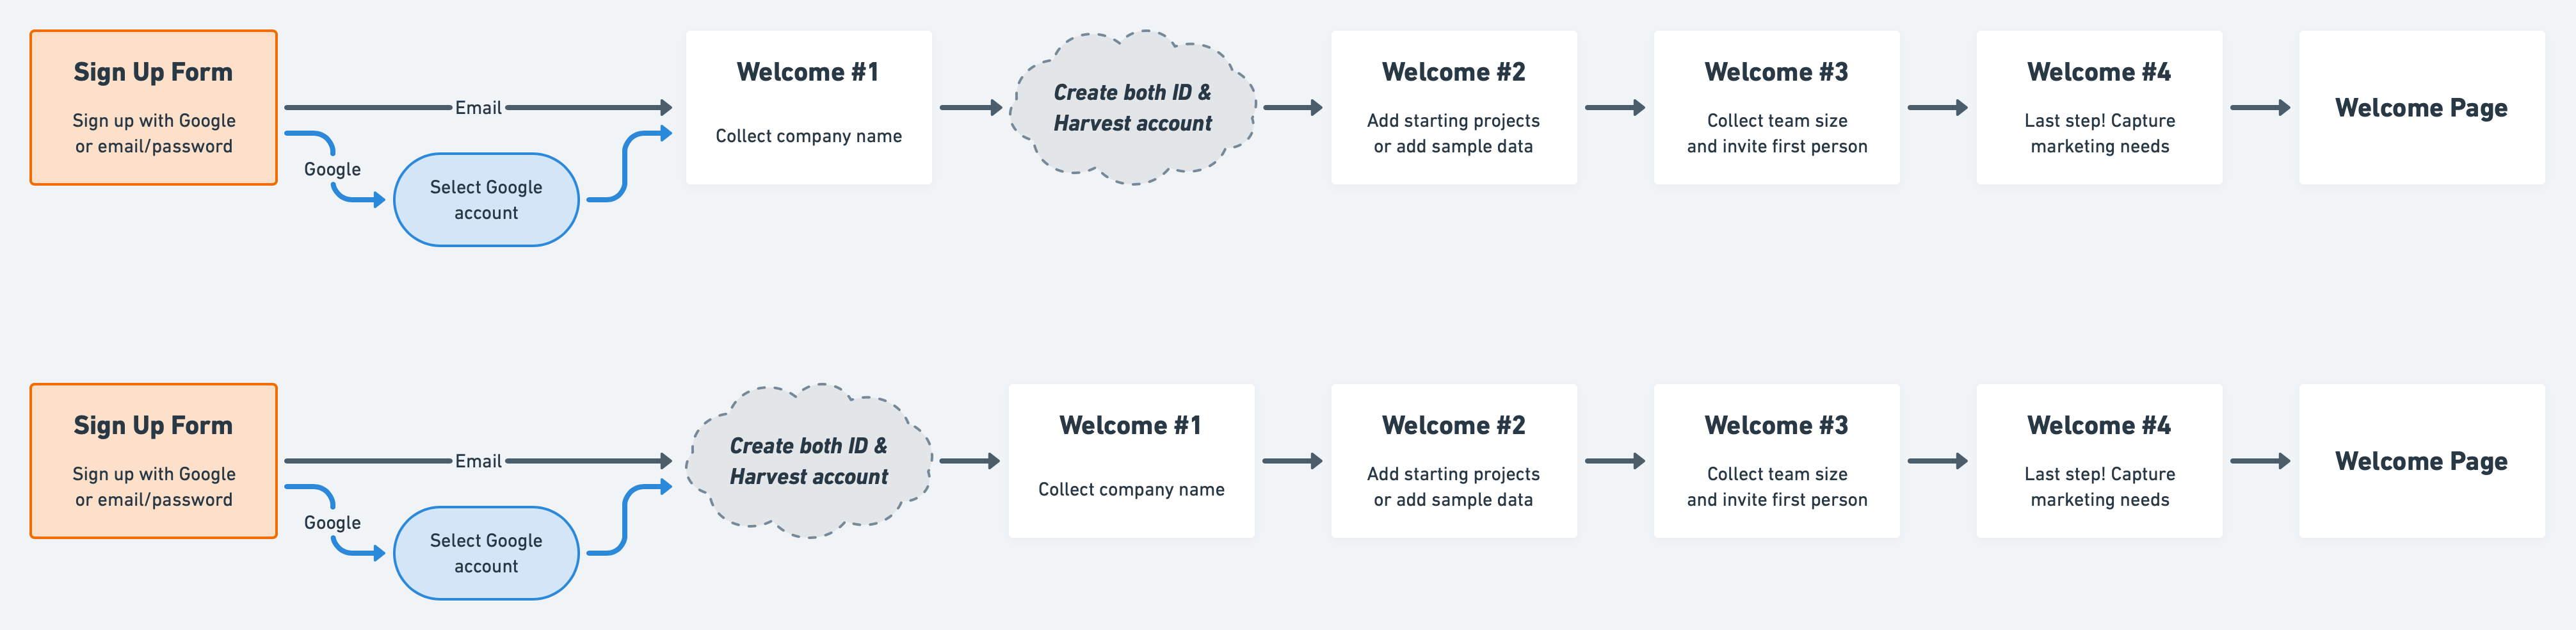 Sign Up Form
Sign up with Google
or email/password
Email
Google
Select Google
account
Welcome #1
Collect company name
Create both ID &
Harvest account
Welcome #2
Add starting projects
or add sample data
Welcome #3
Collect team size
and invite first person
Welcome #4
Last step! Capture
marketing needs
Welcome Page
Sign Up Form
Sign up with Google
or email/password
Email
Google
Select Google
account
Create both ID &
Harvest account
Welcome #1
Collect company name
Welcome #2
Add starting projects
or add sample data
Welcome #3
Collect team size
and invite first person
Welcome #4
Last step! Capture
marketing needs
Welcome Page